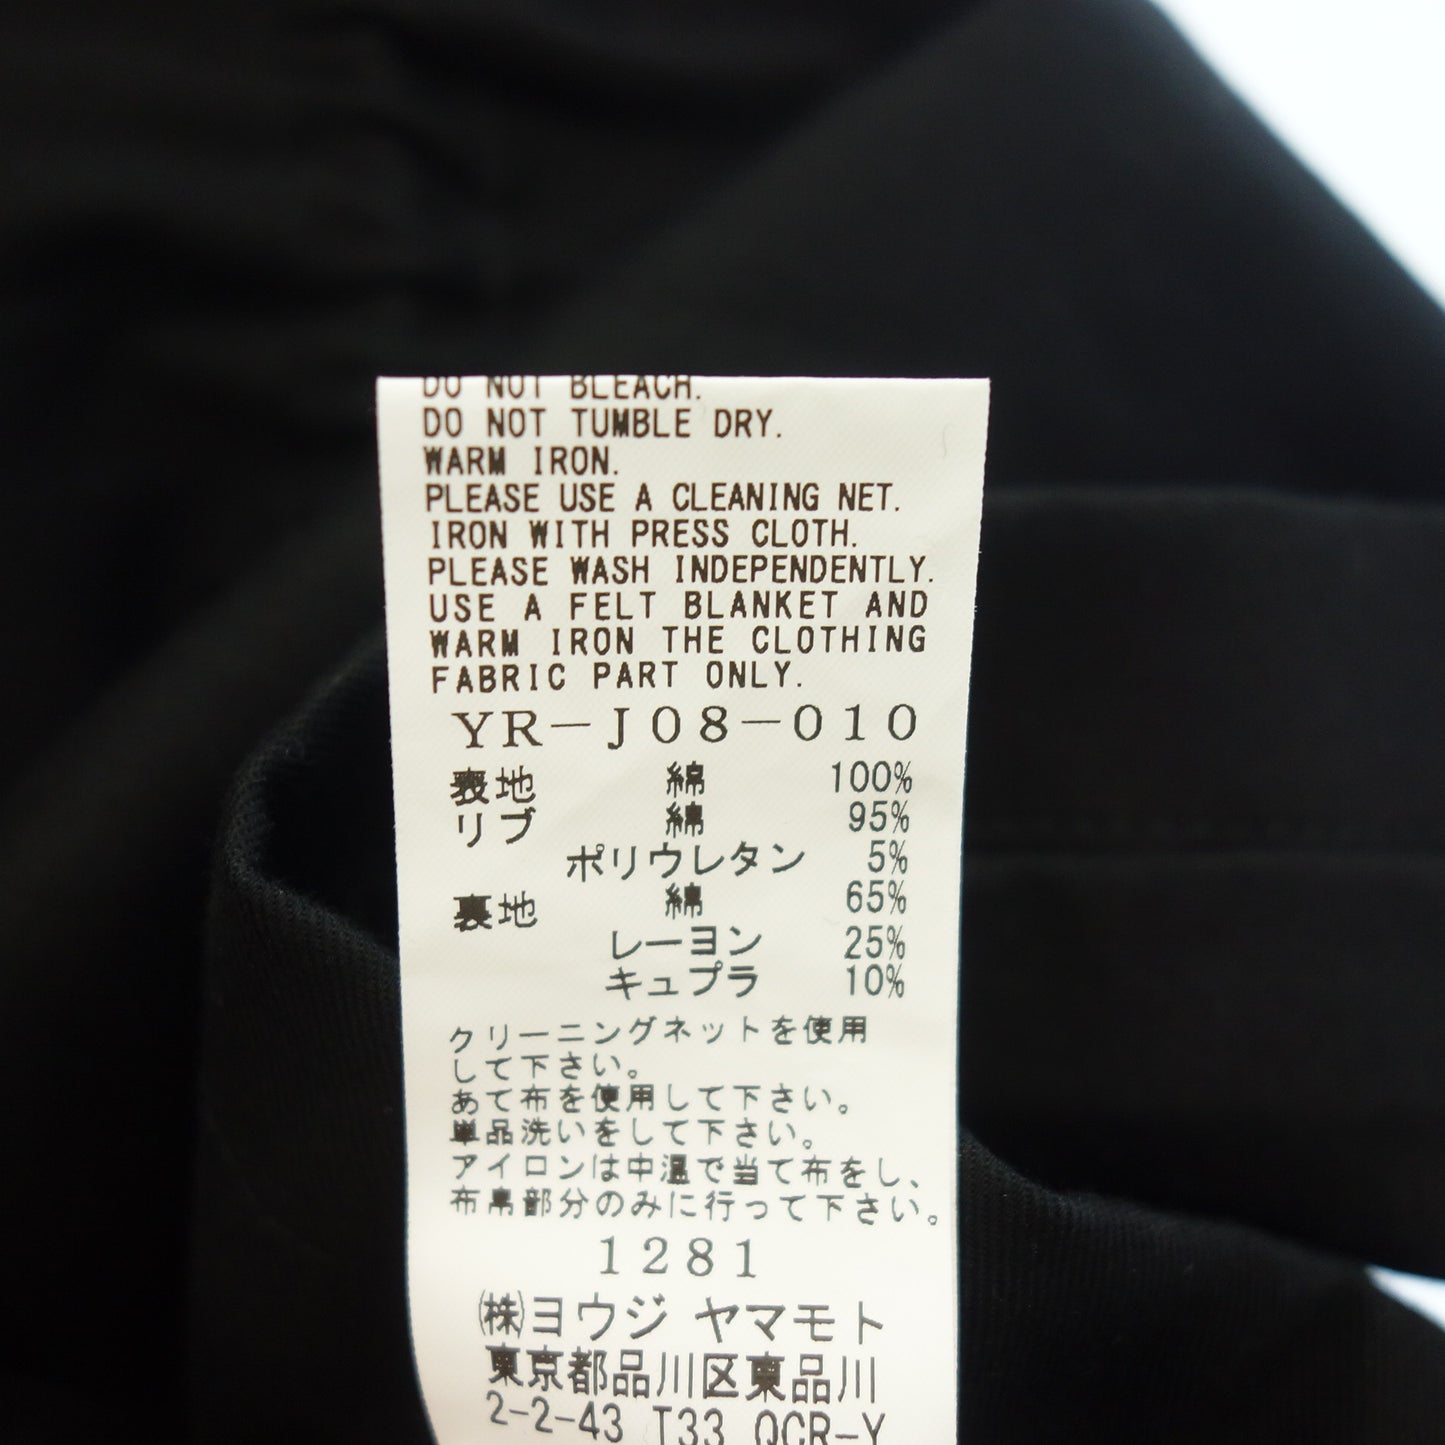 DO NOT BLEACH.
DO NOT TUMBLE DRY.
WARM IRON.
PLEASE USE A CLEANING NET.
IRON WITH PRESS CLOTH.
PLEASE WASH INDEPENDENTLY.
USE A FELT BLANKET AND
WARM IRON THE CLOTHING
FABRIC PART ONLY.
YR-J08-010
表地 綿 100%
リブ 綿 95%
ポリウレタン 5%
裏地 綿 65%
レーヨン 25%
キュプラ 10%
クリーニングネットを使用
して下さい。
あて布を使用して下さい。
単品洗いをして下さい。
アイロンは中温で当て布をし、
布帛部分のみに行って下さい。
1281
㈱ヨウジ ヤマモト
東京都品川区東品川
2-2-43 T33 QCR-Y